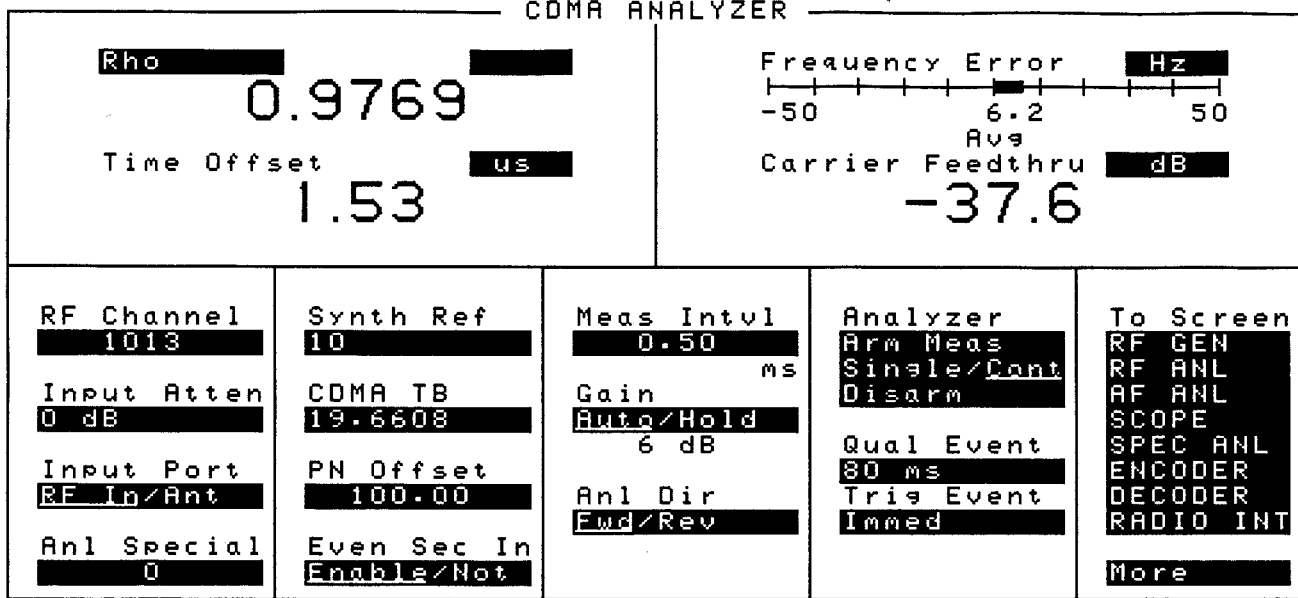 CDMA ANALYZER
Rho
0.9769
Time Offset us
1.53
Frequency Error Hz
-50 6.2 50
Avg
Carrier Feedthru dB
-37.6
RF Channel
1013
Input Atten
0 dB
Input Port
RF In/Ant
Anl Special
0
Synth Ref
10
CDMA TB
19.6608
PN Offset
100.00
Even Sec In
Enable/Not
Meas Intvl
0.50
ms
Gain
Auto/Hold
6 dB
Anl Dir
Fwd/Rev
Analyzer
Arm Meas
Single/Cont
Disarm
Qual Event
80 ms
Trig Event
Immed
To Screen
RF GEN
RF ANL
AF ANL
SCOPE
SPEC ANL
ENCODER
DECODER
RADIO INT
More